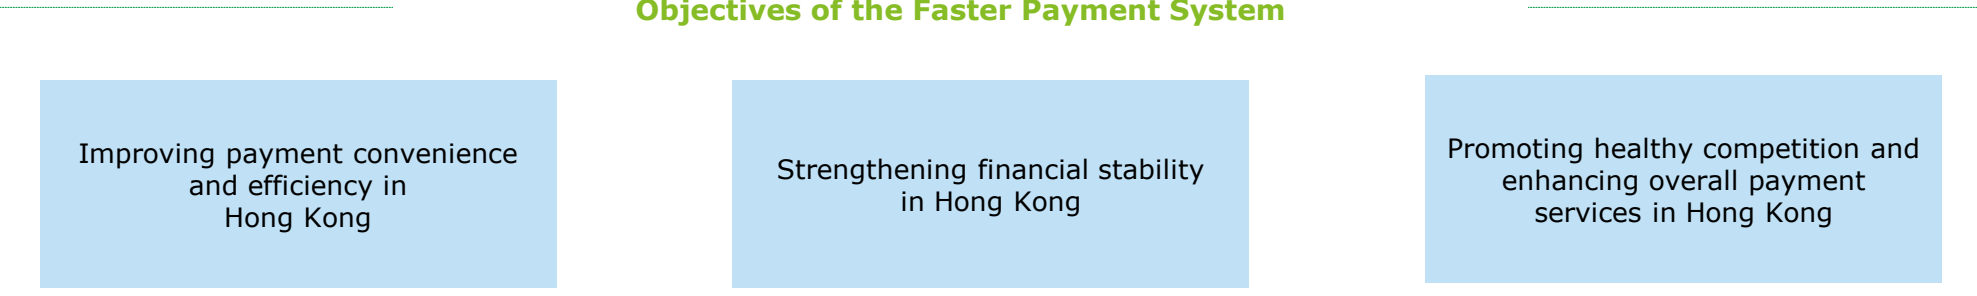 Objectives of the Faster Payment System
Improving payment convenience
and efficiency in
Hong Kong
Strengthening financial stability
in Hong Kong
Promoting healthy competition and
enhancing overall payment
services in Hong Kong